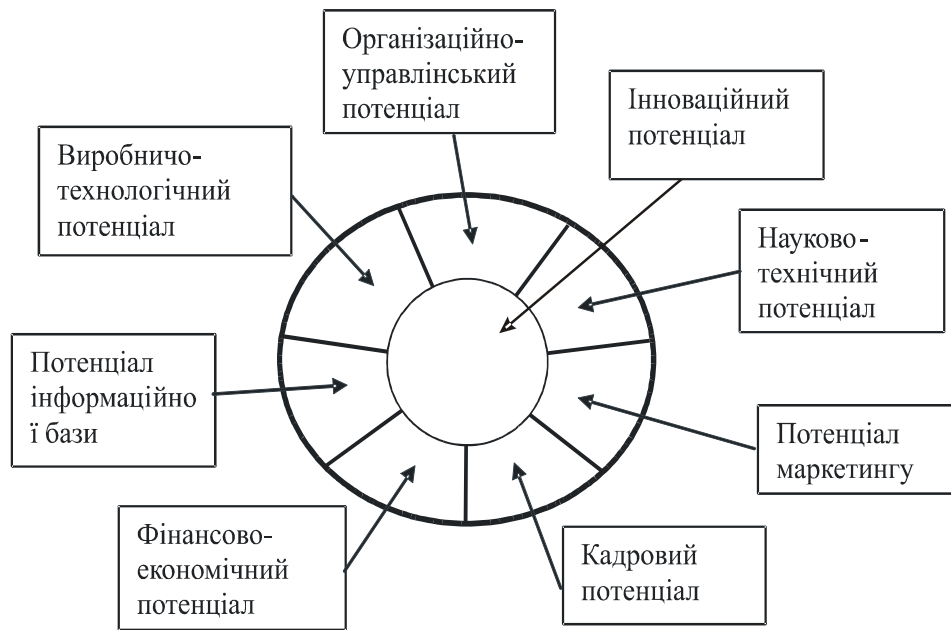 Організаційно-
управлінський
потенціал
Інноваційний
потенціал
Виробничо-
технологічний
потенціал
Науково-
технічний
потенціал
Потенціал
інформаційно
ї бази
Потенціал
маркетингу
Фінансово-
економічний
потенціал
Кадровий
потенціал